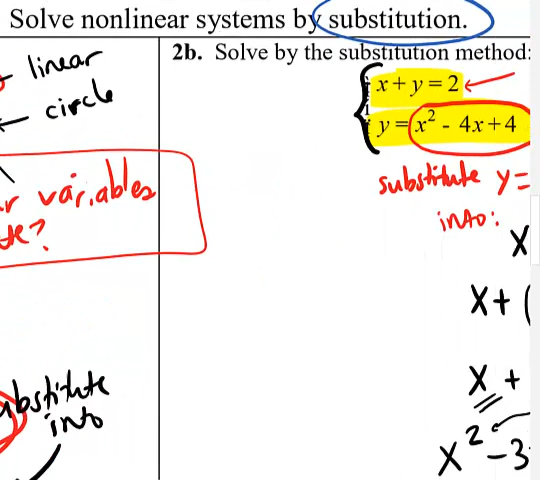 Solve nonlinear systems by substitution.
linear
circle
variables
?
substitute
into
2b. Solve by the substitution method:
x + y = 2
y = x² - 4x + 4
substitute y =
into:
x
x + (
x +
x² - 3